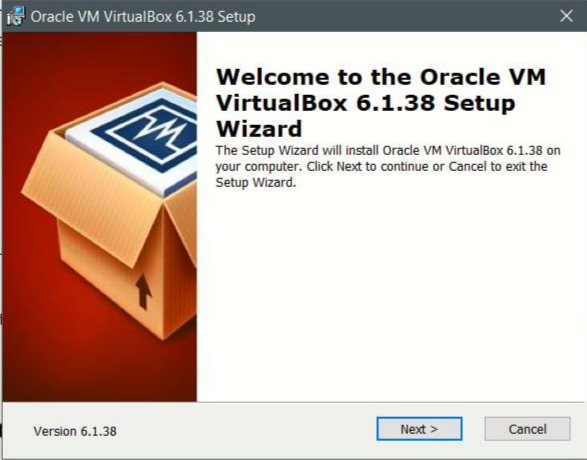 Oracle VM VirtualBox 6.1.38 Setup
Welcome to the Oracle VM
VirtualBox 6.1.38 Setup
Wizard
The Setup Wizard will install Oracle VM VirtualBox 6.1.38 on
your computer. Click Next to continue or Cancel to exit the
Setup Wizard.
Version 6.1.38
Next >
Cancel